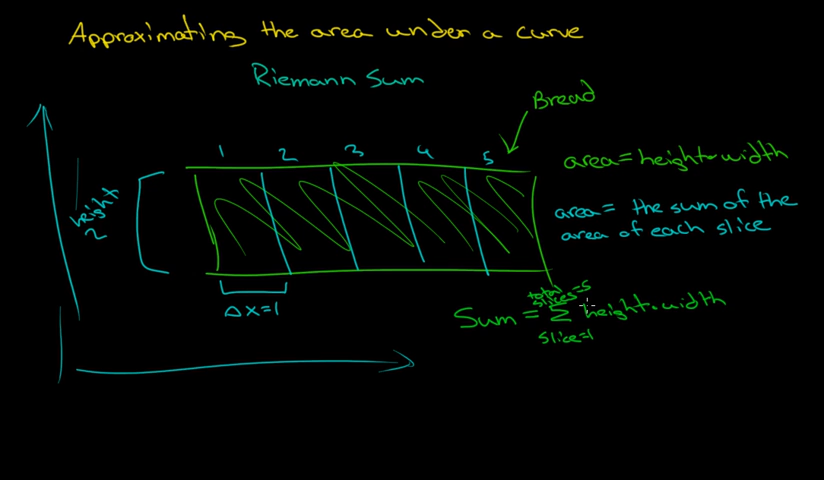 Approximating the area under a curve
Riemann Sum
Bread
1 2 3 4 5
area = height • width
height
2
area = the sum of the
area of each slice
Δx=1
total
slices = 5
Sum = Σ height • width
slice=1